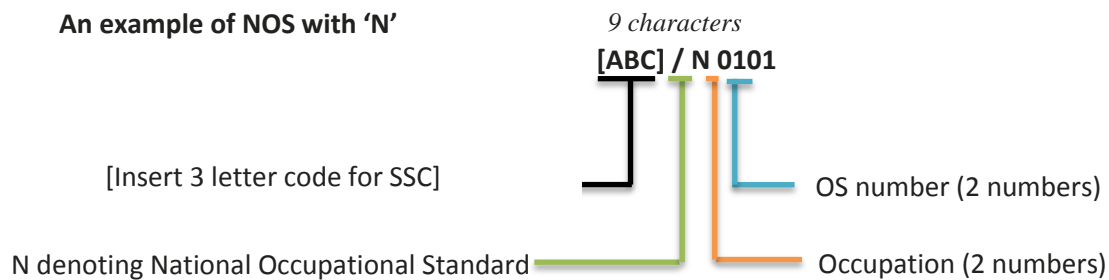 An example of NOS with ‘N’
9 characters
[ABC] / N 0101
[Insert 3 letter code for SSC]
OS number (2 numbers)
N denoting National Occupational Standard
Occupation (2 numbers)